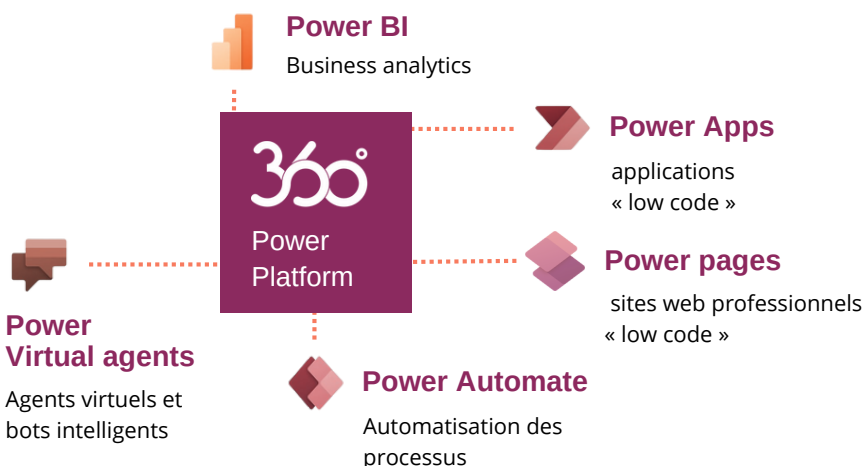 Power BI
Business analytics
360°
Power
Platform
Power Apps
applications
« low code »
Power pages
sites web professionnels
« low code »
Power
Virtual agents
Agents virtuels et
bots intelligents
Power Automate
Automatisation des
processus